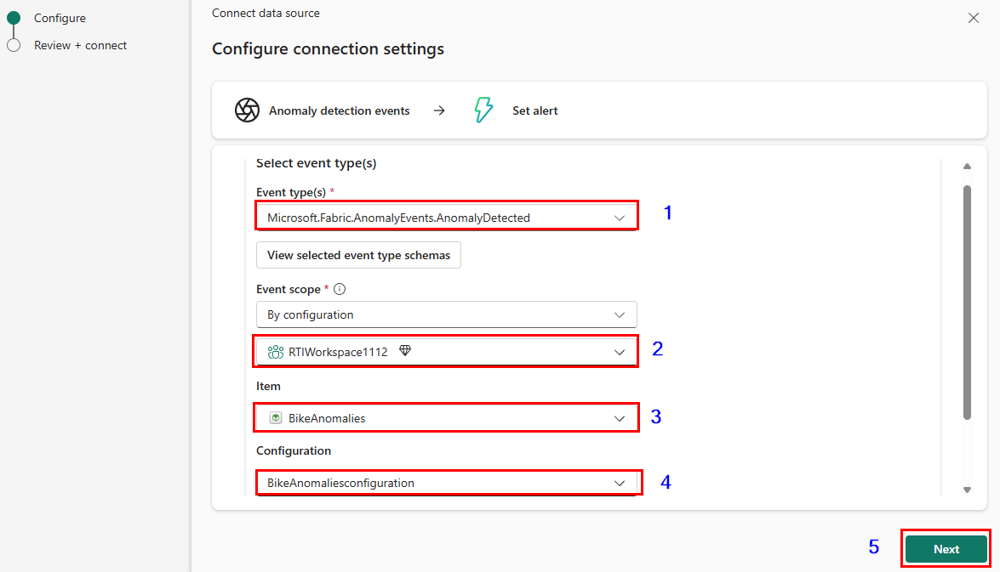 Configure
Review + connect
Connect data source
Configure connection settings
Anomaly detection events
Set alert
Select event type(s)
Event type(s) *
Microsoft.Fabric.AnomalyEvents.AnomalyDetected
1
View selected event type schemas
Event scope *
By configuration
RTIWorkspace1112
2
Item
BikeAnomalies
3
Configuration
BikeAnomaliesconfiguration
4
5
Next